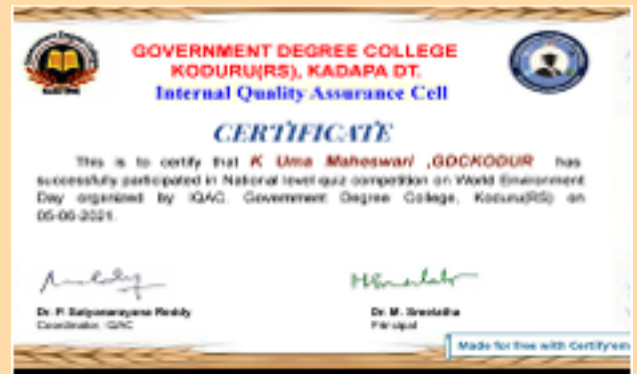 GOVERNMENT DEGREE COLLEGE
KODURU(RS), KADAPA DT.
Internal Quality Assurance Cell
CERTIFICATE
This is to certify that K Uma Maheswari ,GDCKODUR has
successfully participated in National level quiz competition on World Environment
Day organized by IQAC, Government Degree College, Koduru(RS) on
05-06-2021.
Dr. P. Satyanarayana Reddy
Coordinator, IQAC
Dr. M. Sreelatha
Principal
Made for free with Certify'em